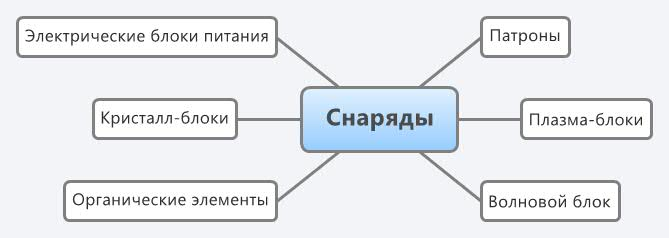 Электрические блоки питания
Патроны
Кристалл-блоки
Снаряды
Плазма-блоки
Органические элементы
Волновой блок